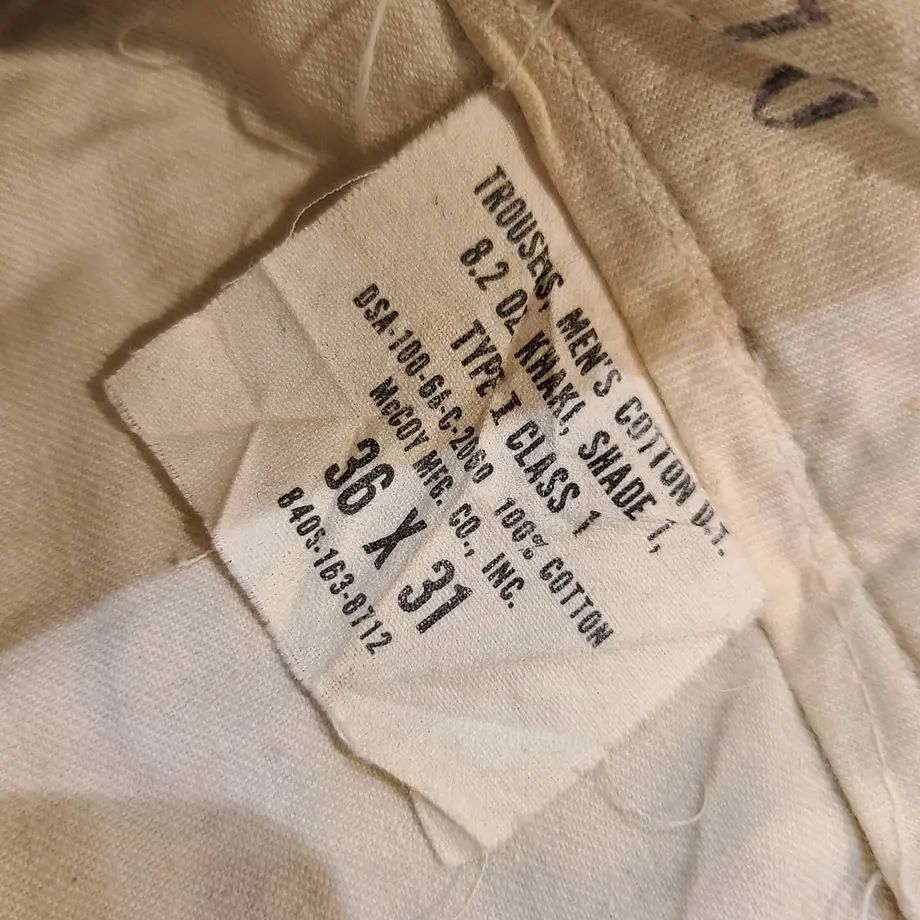 TROUSERS, MEN'S COTTON D.T.
8.2 OZ KHAKI, SHADE 1,
TYPE I CLASS 1
DSA-100-66-C-2060 100% COTTON
McCOY MFG. CO., INC.
36 X 31
8405-163-8712